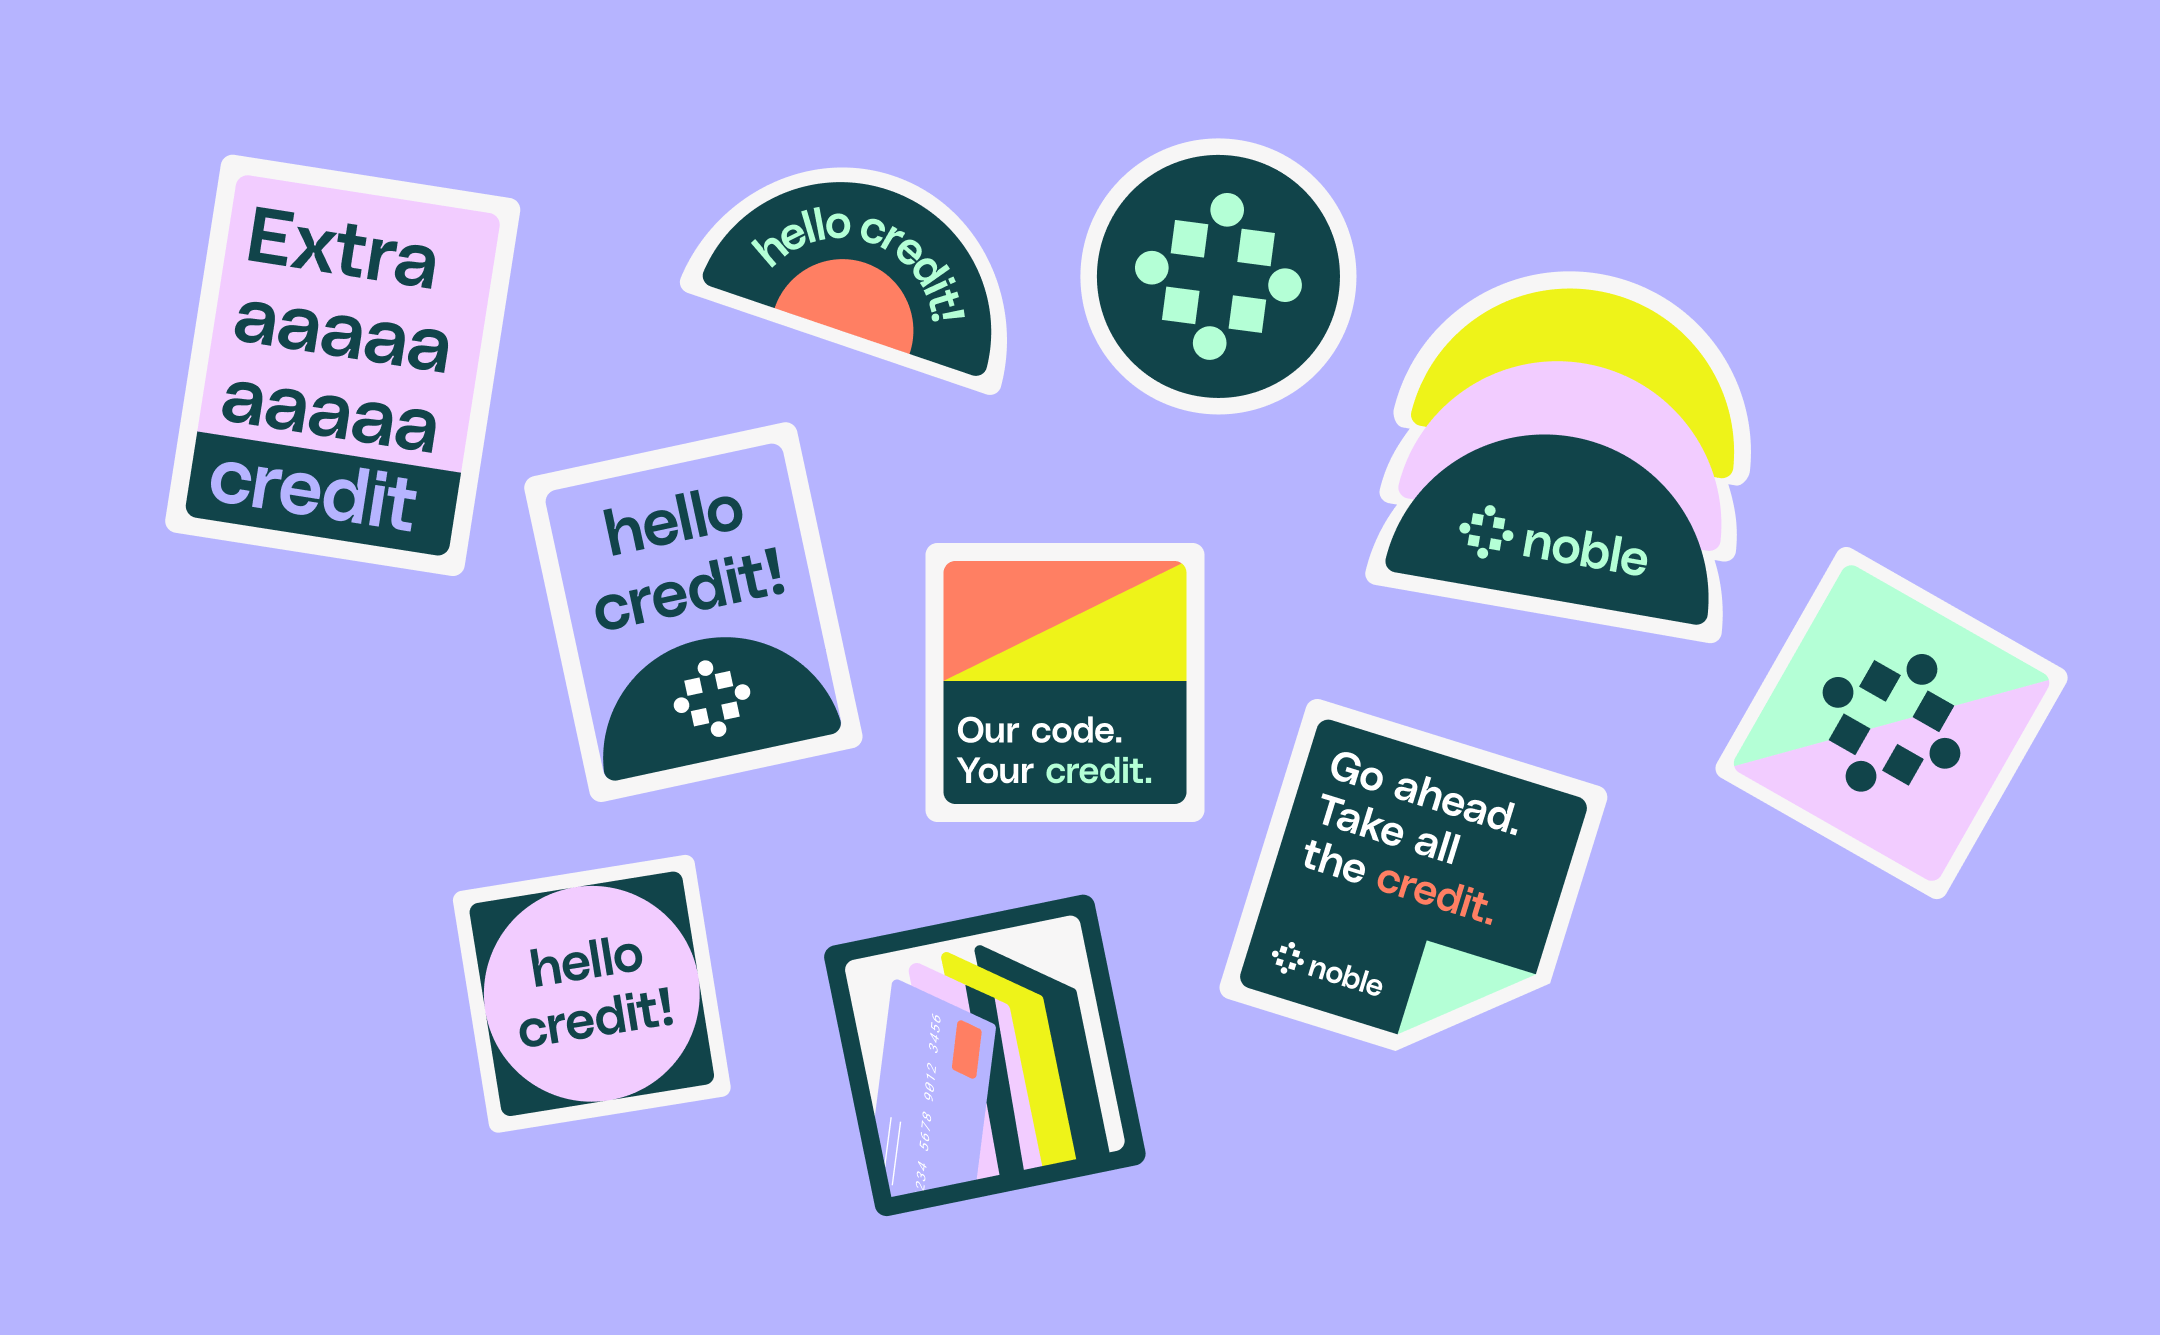 Extra
aaaaa
aaaaa
credit
hello credit!
noble
hello
credit!
Our code.
Your credit.
Go ahead.
Take all
the credit.
noble
hello
credit!
234 5678 9012 3456